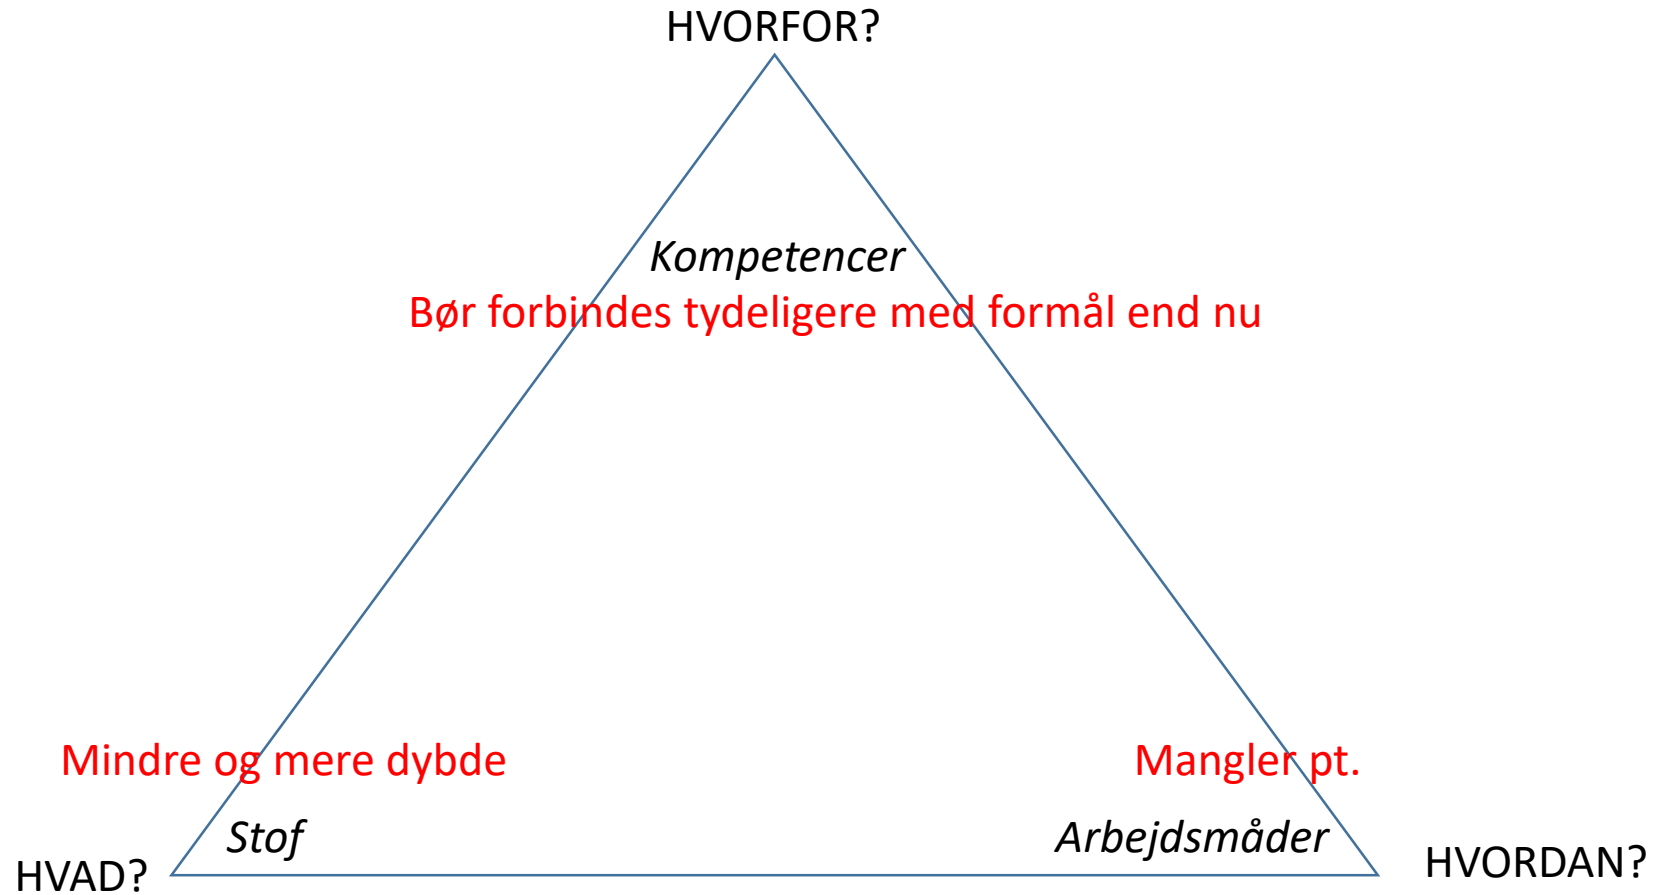 HVORFOR?
Kompetencer
Bør forbindes tydeligere med formål end nu
Mindre og mere dybde
Mangler pt.
Stof
Arbejdsmåder
HVAD?
HVORDAN?